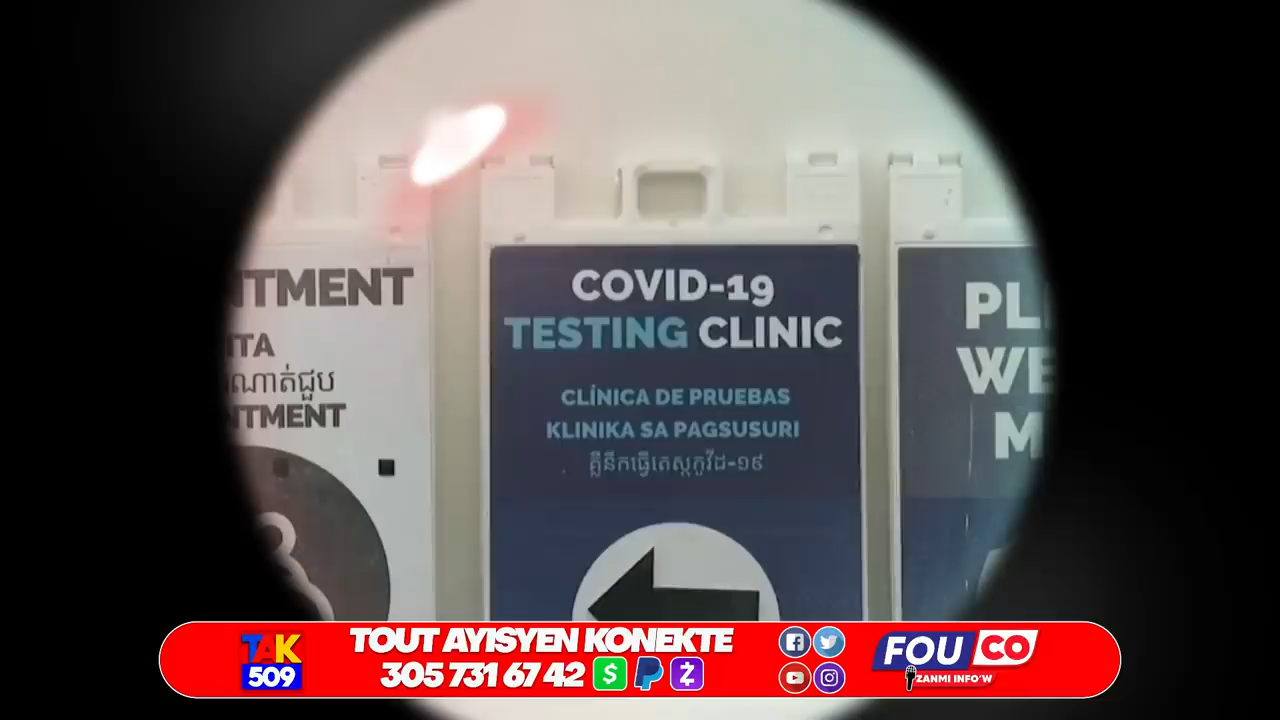 NTMENT
ITA
ណាត់ជួប
NTMENT
COVID-19
TESTING CLINIC
CLÍNICA DE PRUEBAS
KLINIKA SA PAGSUSURI
គ្លីនីកធ្វើតេស្តកូវីដ-១៩
PL
WE
M
TAK
509
TOUT AYISYEN KONEKTE
305 731 67 42
FOU CO
ZANMI INFO'W